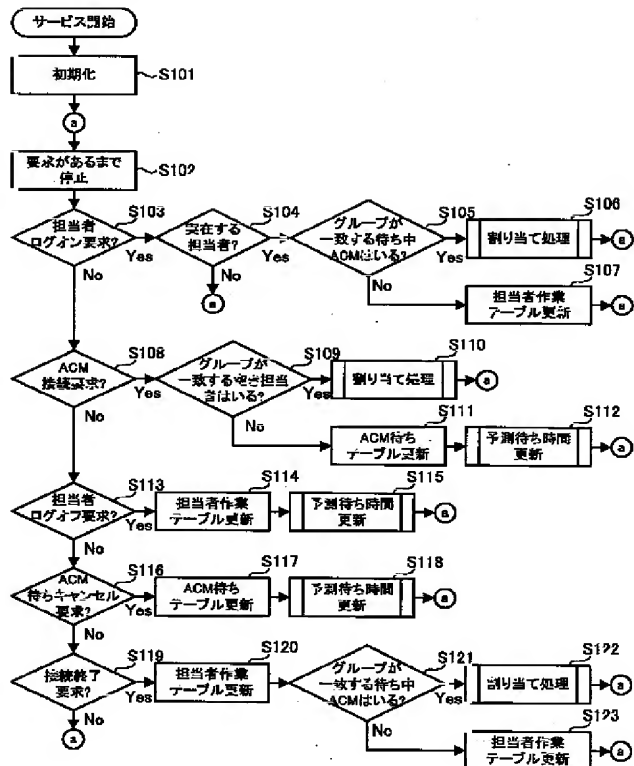 サービス開始
初期化
S101
a
要求があるまで
停止
S102
担当者
ログイン要求?
S103
Yes
No
実在する
担当者?
S104
Yes
No
a
グループが
一致する待ち中
ACMはいる?
S105
Yes
No
割り当て処理
S106
a
担当者作業
テーブル更新
S107
a
ACM
接続要求?
S108
Yes
No
グループが
一致する空き担当
者はいる?
S109
Yes
No
割り当て処理
S110
a
ACM待ち
テーブル更新
S111
予測待ち時間
更新
S112
a
担当者
ログオフ要求?
S113
Yes
No
担当者作業
テーブル更新
S114
予測待ち時間
更新
S115
a
ACM
待ちキャンセル
要求?
S116
Yes
No
ACM待ち
テーブル更新
S117
予測待ち時間
更新
S118
a
接続終了
要求?
S119
Yes
No
a
担当者作業
テーブル更新
S120
グループが
一致する待ち中
ACMはいる?
S121
Yes
No
割り当て処理
S122
a
担当者作業
テーブル更新
S123
a